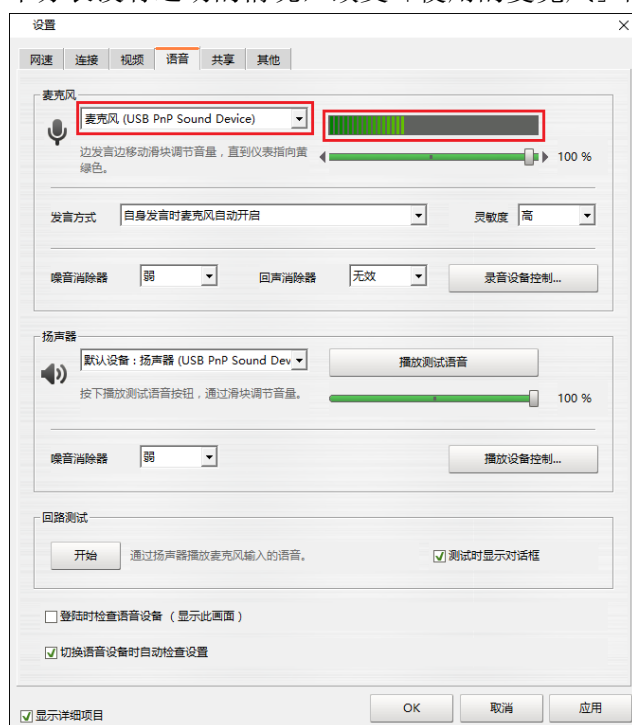 设置
网速 连接 视频 语音 共享 其他
麦克风
麦克风 (USB PnP Sound Device)
边发言边移动滑块调节音量，直到仪表指向黄
绿色。
100 %
发言方式 自身发言时麦克风自动开启 灵敏度 高
噪音消除器 弱 回声消除器 无效 录音设备控制...
扬声器
默认设备：扬声器 (USB PnP Sound Dev 播放测试语音
按下播放测试语音按钮，通过滑块调节音量。 100 %
噪音消除器 弱 播放设备控制...
回路测试
开始 通过扬声器播放麦克风输入的语音。 测试时显示对话框
登陆时检查语音设备 （显示此画面）
切换语音设备时自动检查设置
显示详细项目 OK 取消 应用